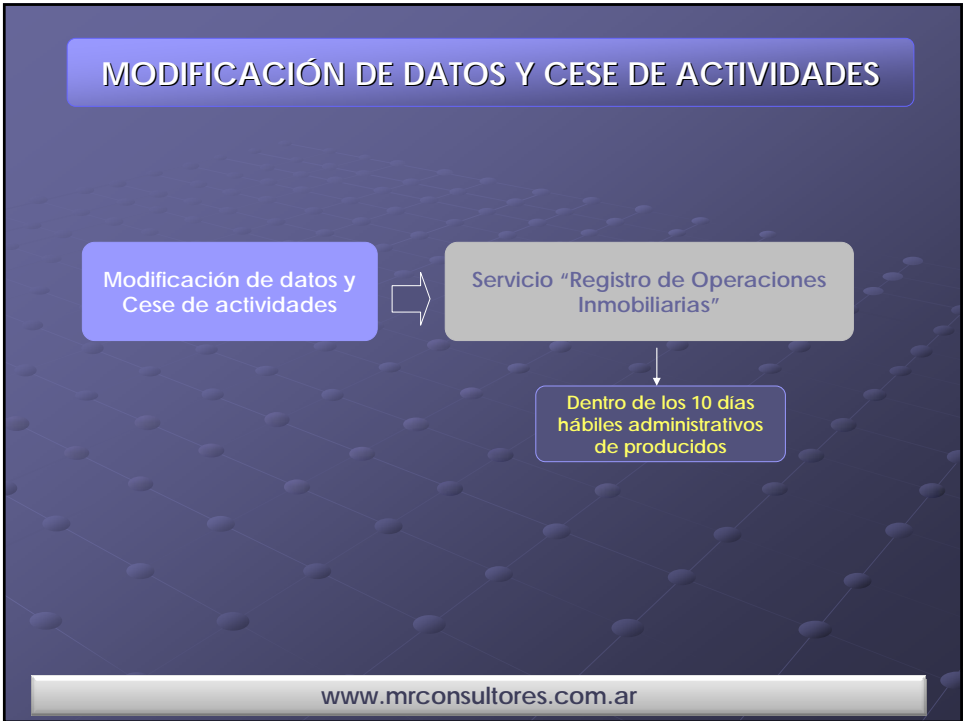 MODIFICACIÓN DE DATOS Y CESE DE ACTIVIDADES
Modificación de datos y
Cese de actividades
Servicio “Registro de Operaciones
Inmobiliarias”
Dentro de los 10 días
hábiles administrativos
de producidos
www.mrconsultores.com.ar